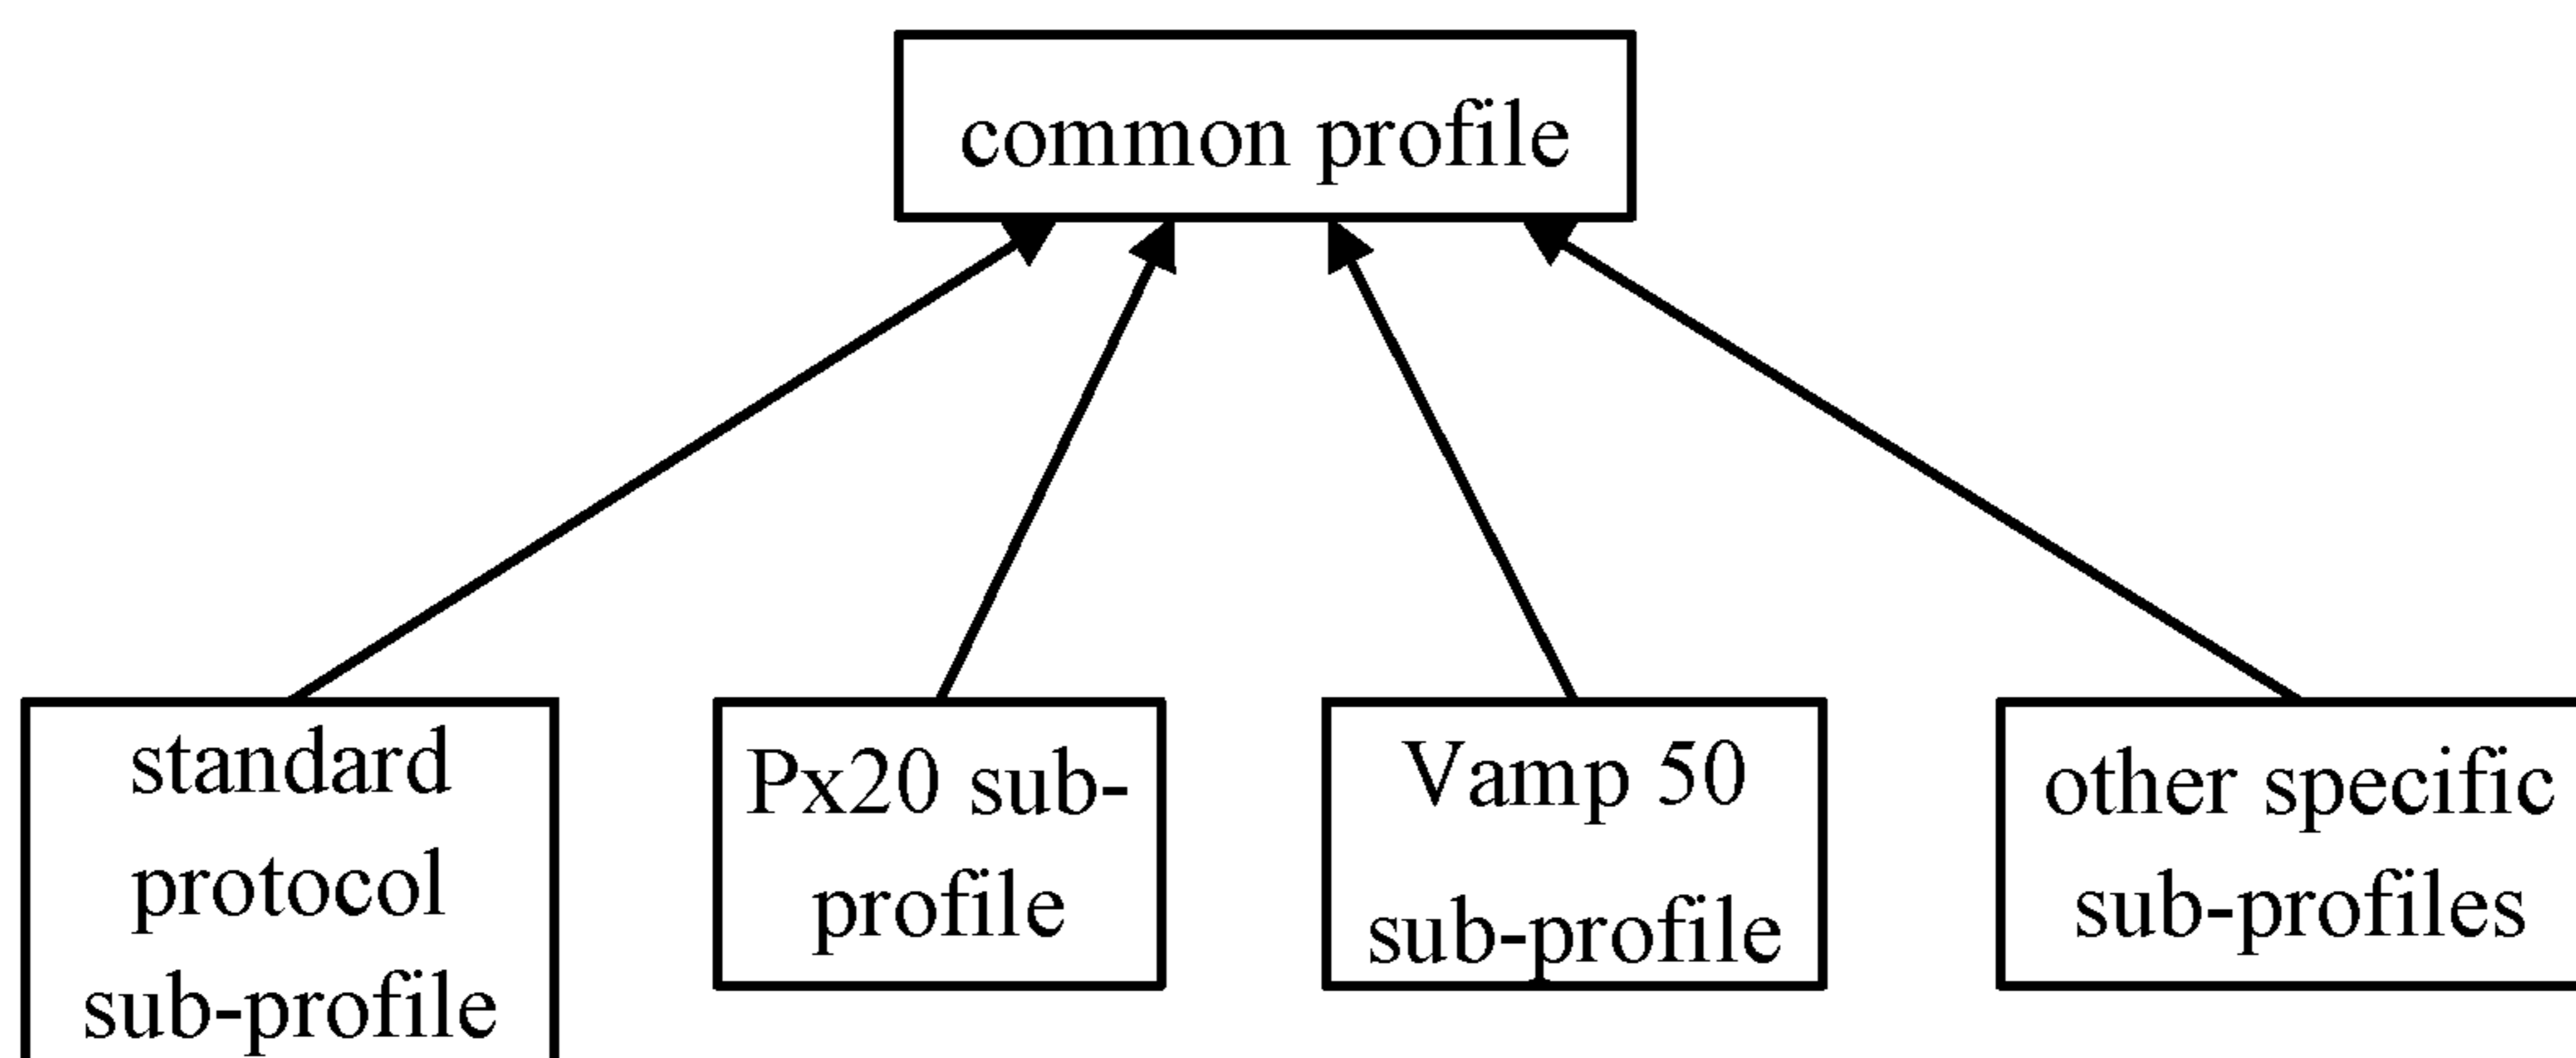 common profile
standard
protocol
sub-profile
Px20 sub-
profile
Vamp 50
sub-profile
other specific
sub-profiles